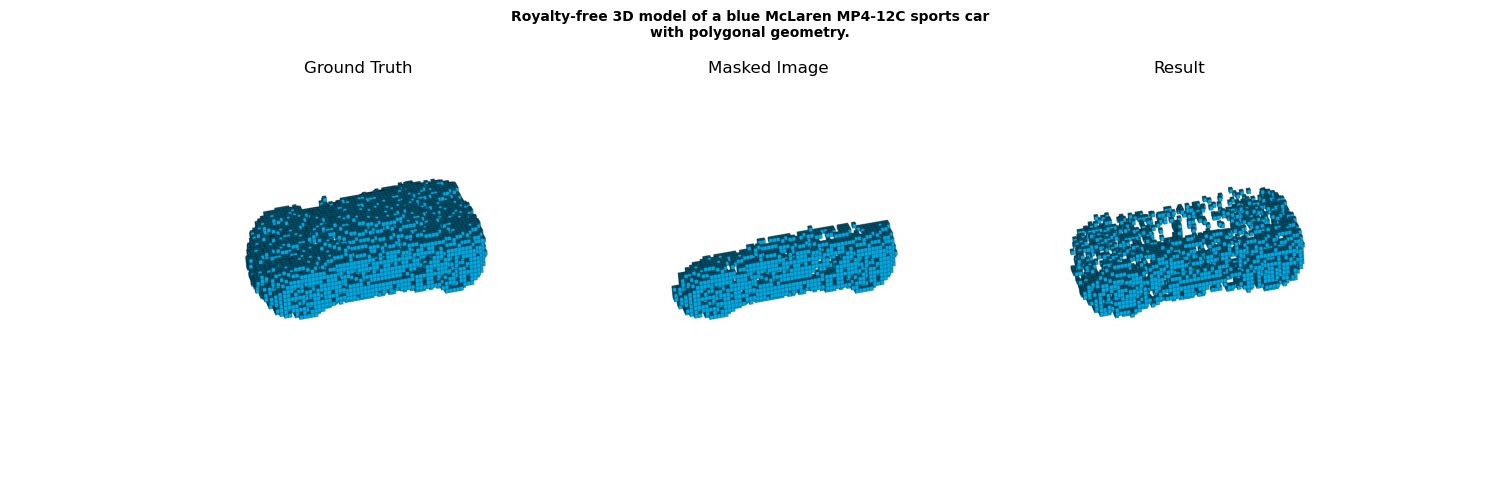 Royalty-free 3D model of a blue McLaren MP4-12C sports car
with polygonal geometry.
Ground Truth
Masked Image
Result